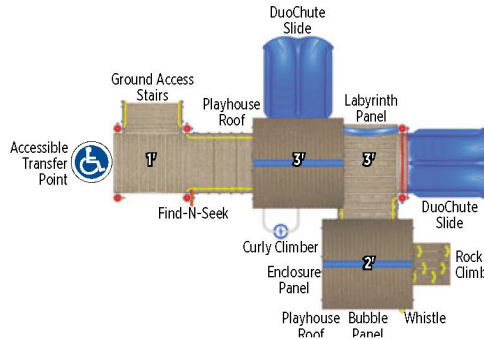 DuoChute
Slide
Ground Access
Stairs
Playhouse
Roof
Labyrinth
Panel
Accessible
Transfer
Point
1'
3'
3'
Find-N-Seek
DuoChute
Slide
Curly Climber
Enclosure
Panel
2'
Rock
Climb
Playhouse
Roof
Bubble
Panel
Whistle